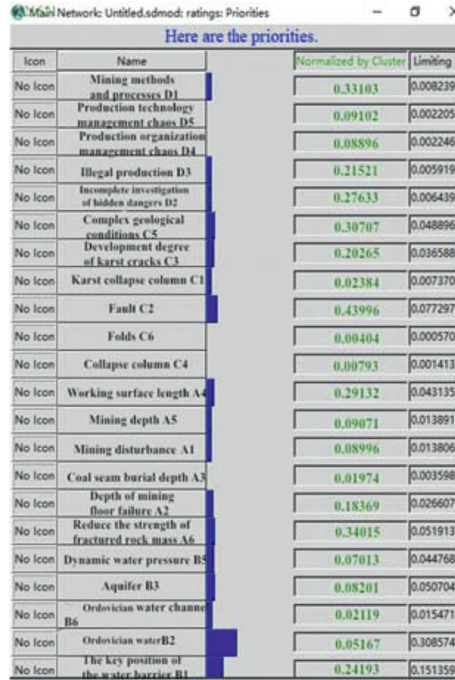 Main Network: Untitled.sdmod: ratings: Priorities
Here are the priorities.
Icon Name Normalized by Cluster Limiting
No Icon Mining methods and processes D1 0.33103 0.008239
No Icon Production technology management chaos D5 0.09102 0.002205
No Icon Production organization management chaos D4 0.08896 0.002246
No Icon Illegal production D3 0.21521 0.005919
No Icon Incomplete investigation of hidden dangers D2 0.27633 0.006439
No Icon Complex geological conditions C5 0.30707 0.048896
No Icon Development degree of karst cracks C3 0.20265 0.036588
No Icon Karst collapse column C1 0.02384 0.007370
No Icon Fault C2 0.43996 0.077297
No Icon Folds C6 0.00404 0.000570
No Icon Collapse column C4 0.00793 0.001413
No Icon Working surface length A4 0.29132 0.043135
No Icon Mining depth A5 0.09071 0.013891
No Icon Mining disturbance A1 0.08996 0.013806
No Icon Coal seam burial depth A3 0.01974 0.003598
No Icon Depth of mining floor failure A2 0.18369 0.026607
No Icon Reduce the strength of fractured rock mass A6 0.34015 0.051913
No Icon Dynamic water pressure B5 0.07013 0.044768
No Icon Aquifer B3 0.08201 0.050704
No Icon Ordovician water channe B6 0.02119 0.015471
No Icon Ordovician waterB2 0.05167 0.308574
No Icon The key position of the water barrier B1 0.24193 0.151359